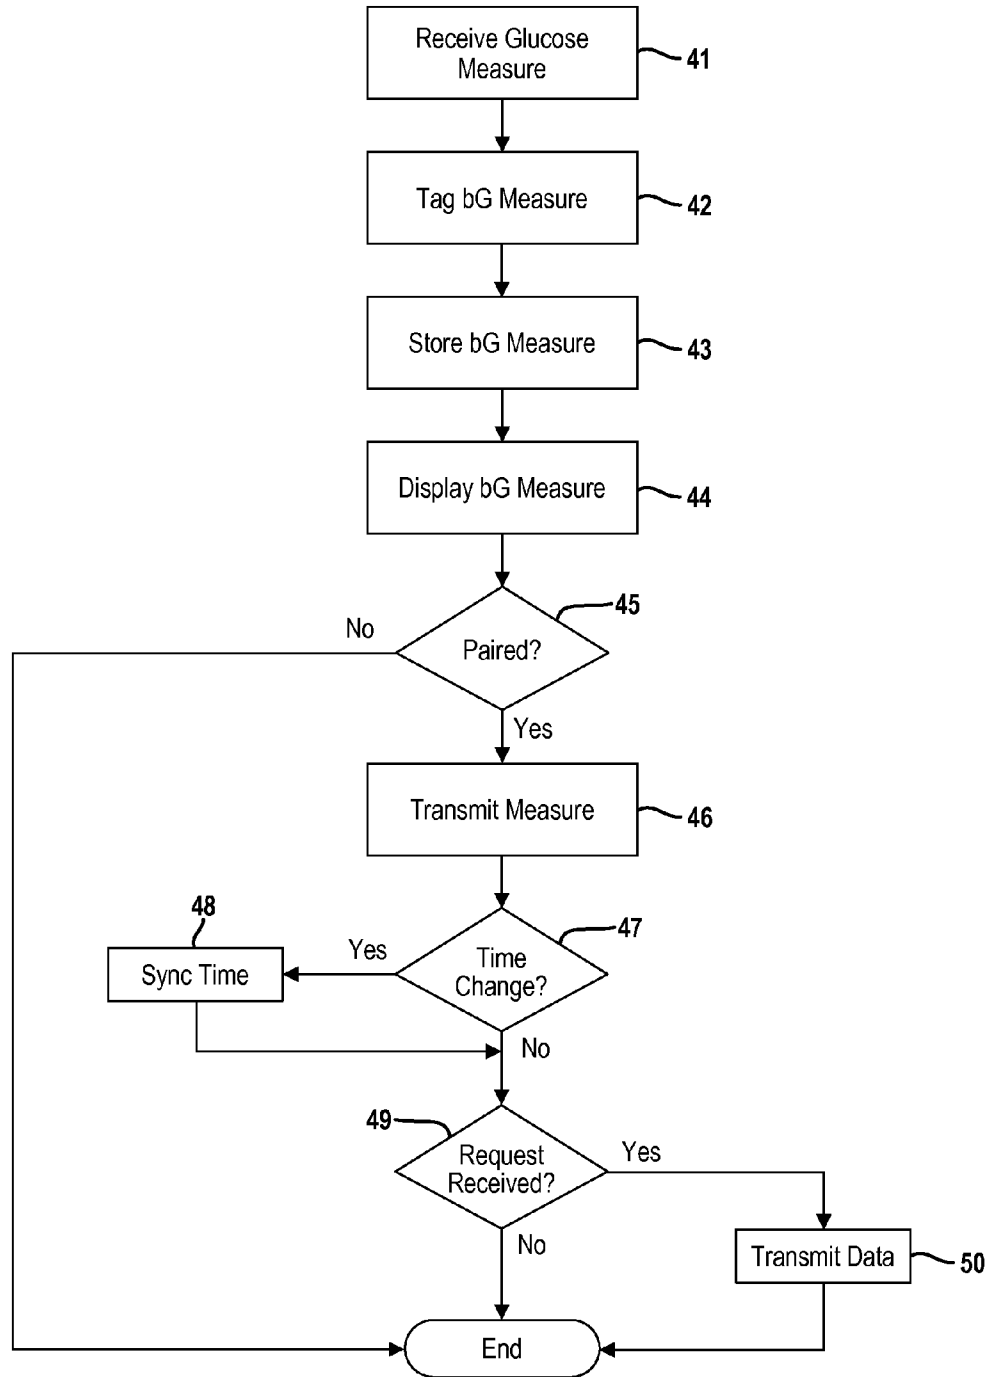 Receive Glucose
Measure
41
Tag bG Measure
42
Store bG Measure
43
Display bG Measure
44
45
No
Paired?
Yes
Transmit Measure
46
48
47
Yes
Sync Time
Time
Change?
No
49
Request
Received?
Yes
No
Transmit Data
50
End